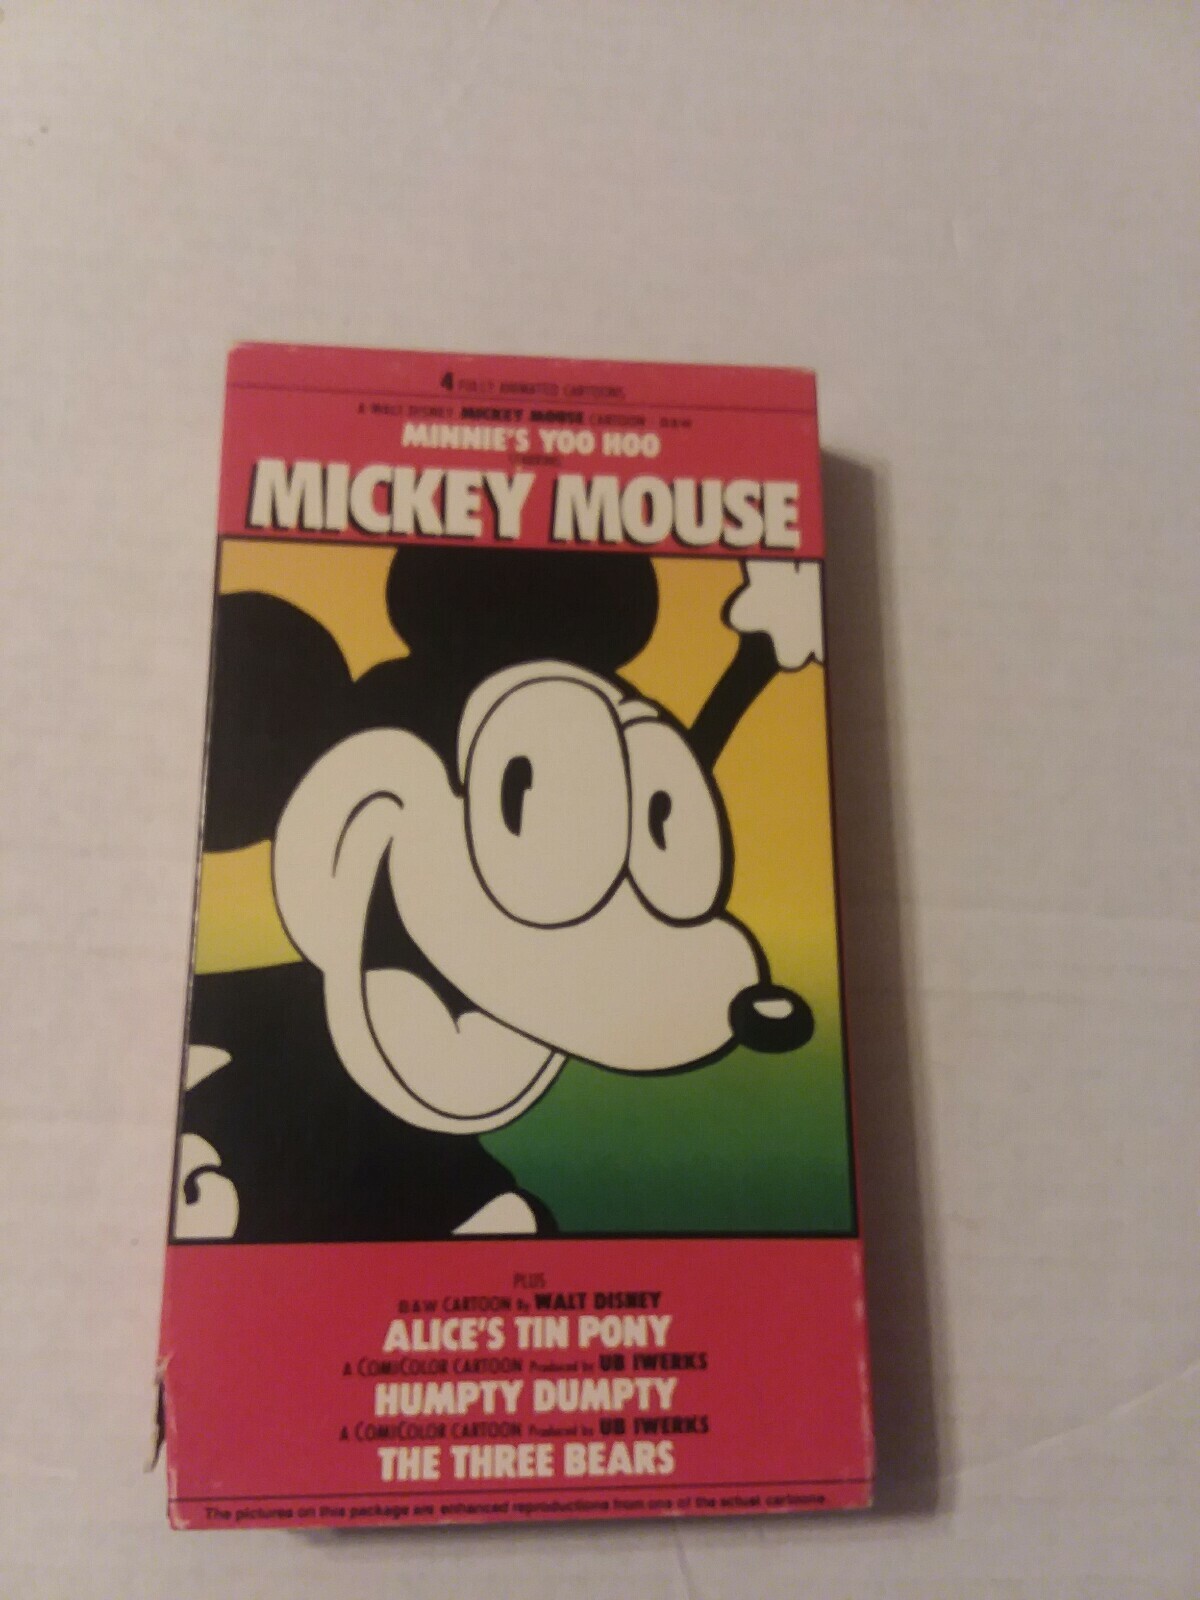 4 FULLY ANIMATED CARTOONS
A WALT DISNEY MICKEY MOUSE CARTOON - B&W
MINNIE'S YOO HOO
STARRING
MICKEY MOUSE
PLUS
B&W CARTOON By WALT DISNEY
ALICE'S TIN PONY
A COMICOLOR CARTOON Produced by UB IWERKS
HUMPTY DUMPTY
A COMICOLOR CARTOON Produced by UB IWERKS
THE THREE BEARS
The pictures on this package are enhanced reproductions from one of the actual cartoons.